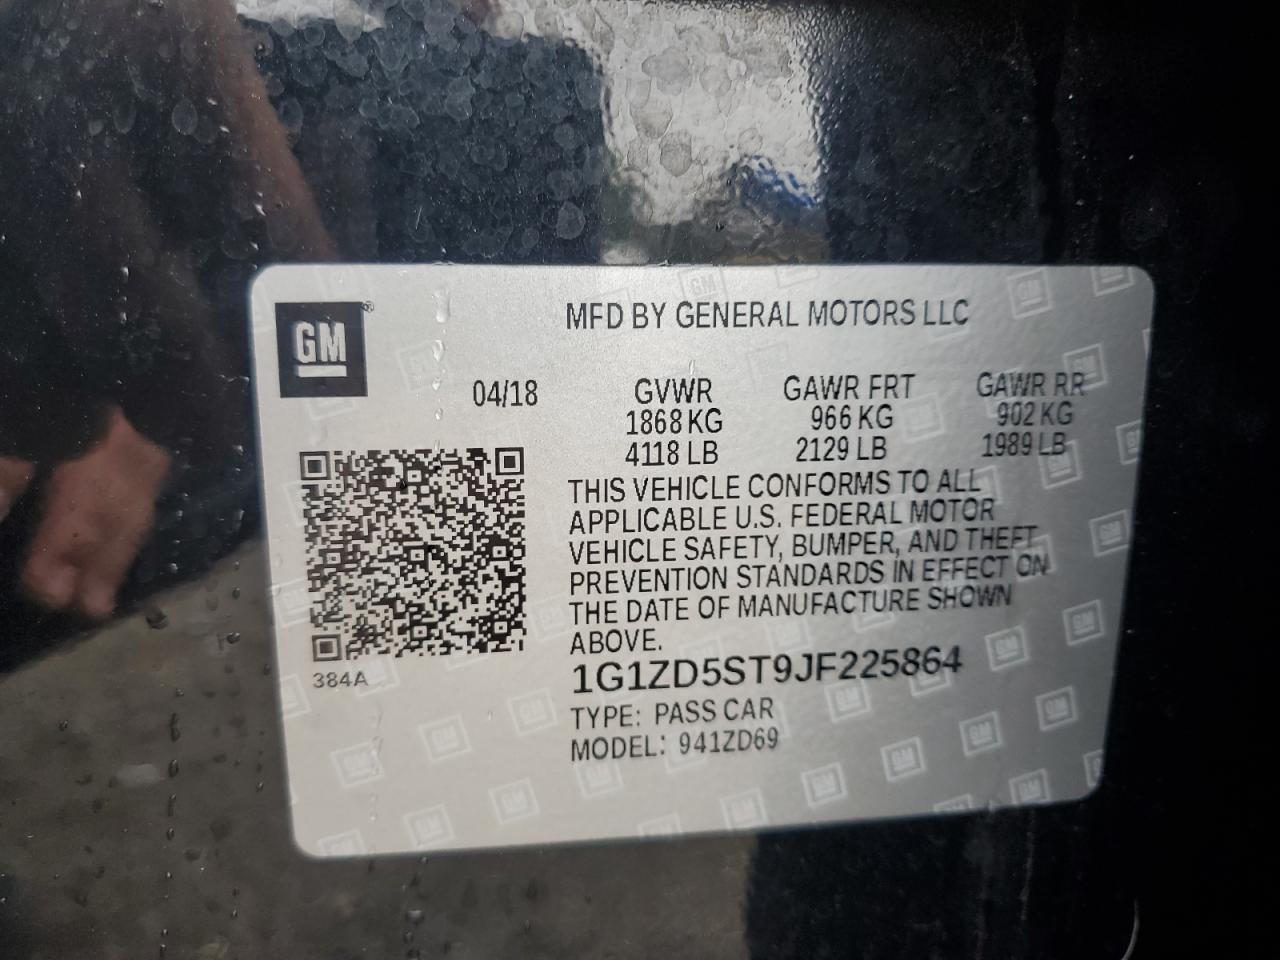 GM®
MFD BY GENERAL MOTORS LLC
04/18 GVWR GAWR FRT GAWR RR
1868 KG 966 KG 902 KG
4118 LB 2129 LB 1989 LB
THIS VEHICLE CONFORMS TO ALL
APPLICABLE U.S. FEDERAL MOTOR
VEHICLE SAFETY, BUMPER, AND THEFT
PREVENTION STANDARDS IN EFFECT ON
THE DATE OF MANUFACTURE SHOWN
ABOVE.
384A
1G1ZD5ST9JF225864
TYPE: PASS CAR
MODEL: 941ZD69